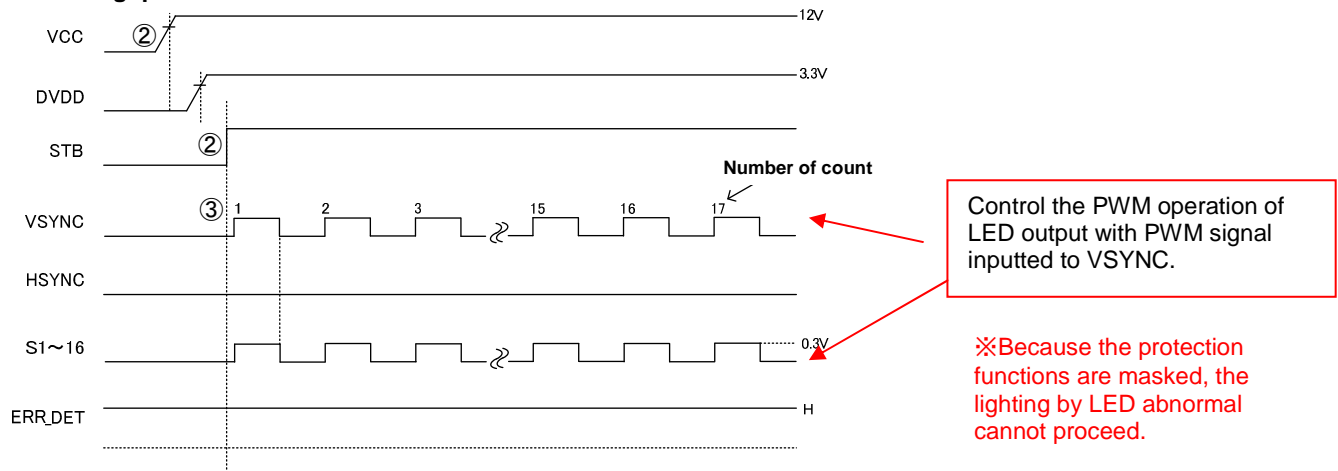 VCC
②
12V
DVDD
3.3V
STB
②
Number of count
VSYNC
③
1 2 3 15 16 17
Control the PWM operation of
LED output with PWM signal
inputted to VSYNC.
HSYNC
S1～16
0.3V
※Because the protection
functions are masked, the
lighting by LED abnormal
cannot proceed.
ERR_DET
H